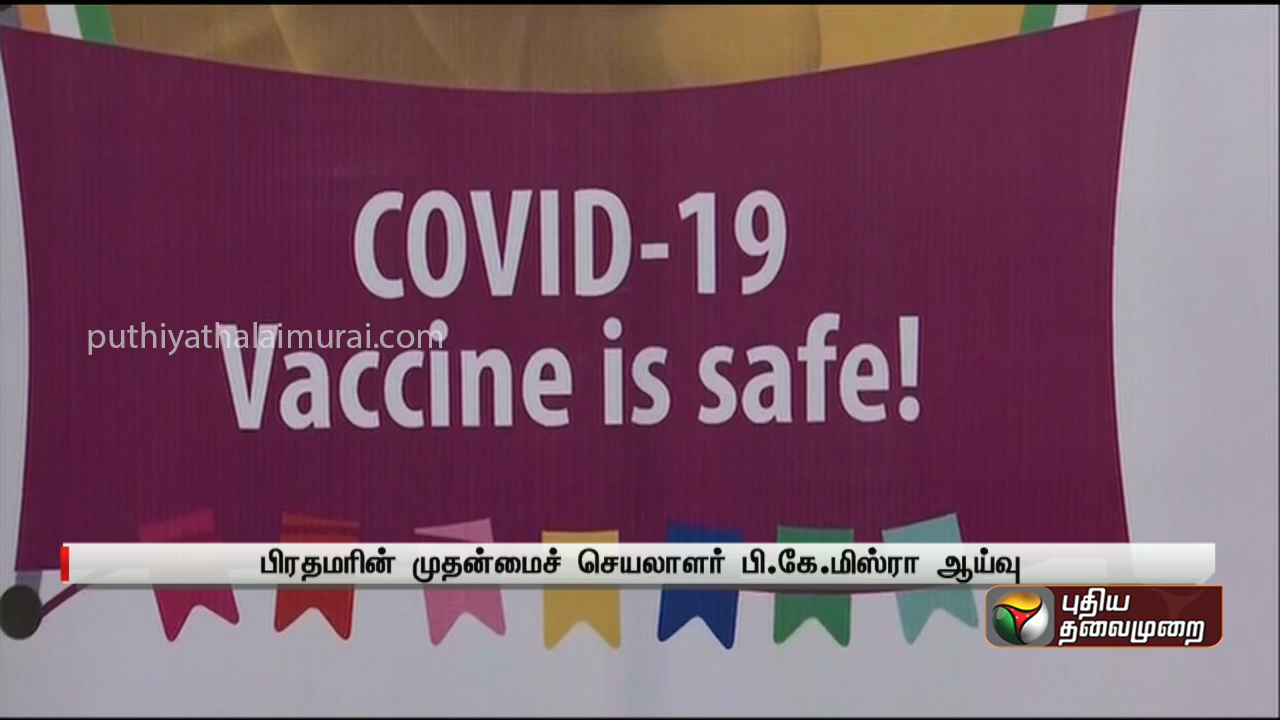 COVID-19
Vaccine is safe!
puthiyathalaimurai.com
பிரதமரின் முதன்மைச் செயலாளர் பி.கே.மிஸ்ரா ஆய்வு
புதிய
தலைமுறை